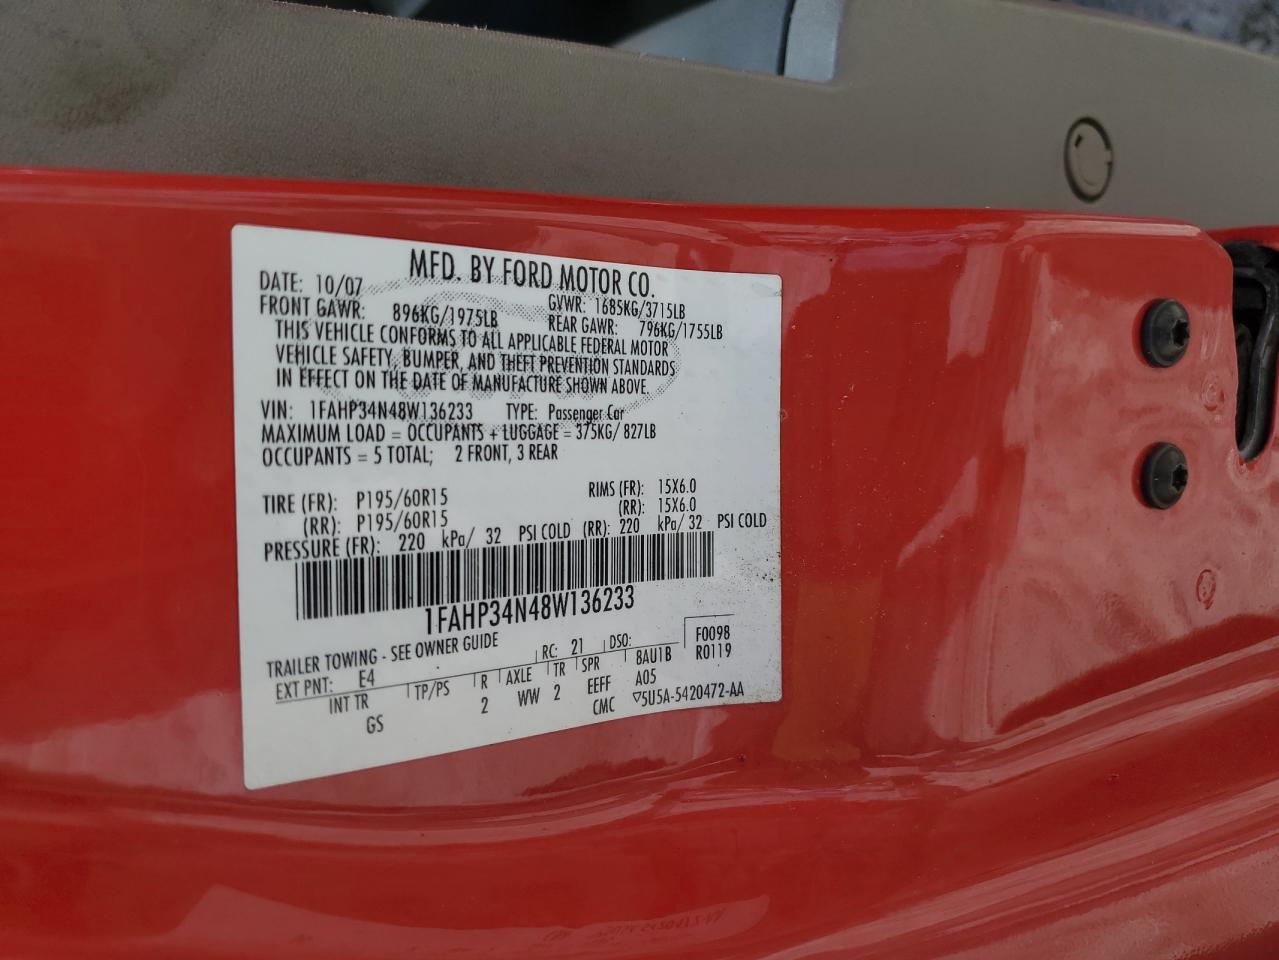 MFD. BY FORD MOTOR CO.
DATE: 10/07 GVWR: 1685KG/3715LB
FRONT GAWR: 896KG/1975LB REAR GAWR: 796KG/1755LB
THIS VEHICLE CONFORMS TO ALL APPLICABLE FEDERAL MOTOR
VEHICLE SAFETY, BUMPER, AND THEFT PREVENTION STANDARDS
IN EFFECT ON THE DATE OF MANUFACTURE SHOWN ABOVE.
VIN: 1FAHP34N48W136233 TYPE: Passenger Car
MAXIMUM LOAD = OCCUPANTS + LUGGAGE = 375KG/ 827LB
OCCUPANTS = 5 TOTAL; 2 FRONT, 3 REAR
TIRE (FR): P195/60R15 RIMS (FR): 15X6.0
(RR): P195/60R15 (RR): 15X6.0
PRESSURE (FR): 220 kPa/ 32 PSI COLD (RR): 220 kPa/ 32 PSI COLD
1FAHP34N48W136233
TRAILER TOWING - SEE OWNER GUIDE F0098
EXT PNT: E4 RC: 21 DSO: 8AU1B R0119
INT TR TP/PS R AXLE TR SPR A05
GS 2 WW 2 EEFF ▽5U5A-5420472-AA
CMC